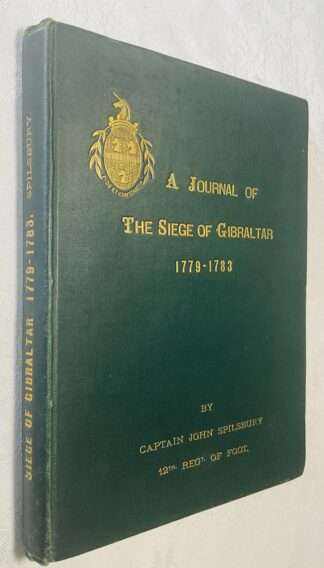 A JOURNAL OF
THE SIEGE OF GIBRALTAR
1779-1783
BY
CAPTAIN JOHN SPILSBURY
12TH. REGT. OF FOOT.
SIEGE OF GIBRALTAR 1779-1783. SPILSBURY